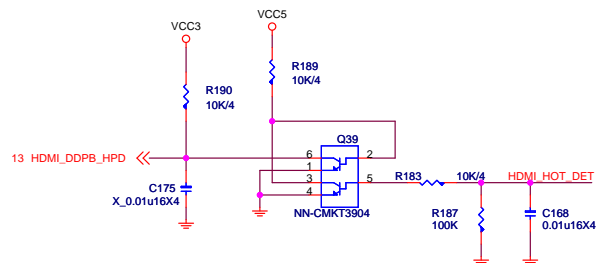 VCC3
VCC5
R189
10K/4
R190
10K/4
Q39
13 HDMI_DDPB_HPD
6
2
1
3
5
R183
10K/4
HDMI_HOT_DET
4
C175
X_0.01u16X4
NN-CMKT3904
R187
100K
C168
0.01u16X4